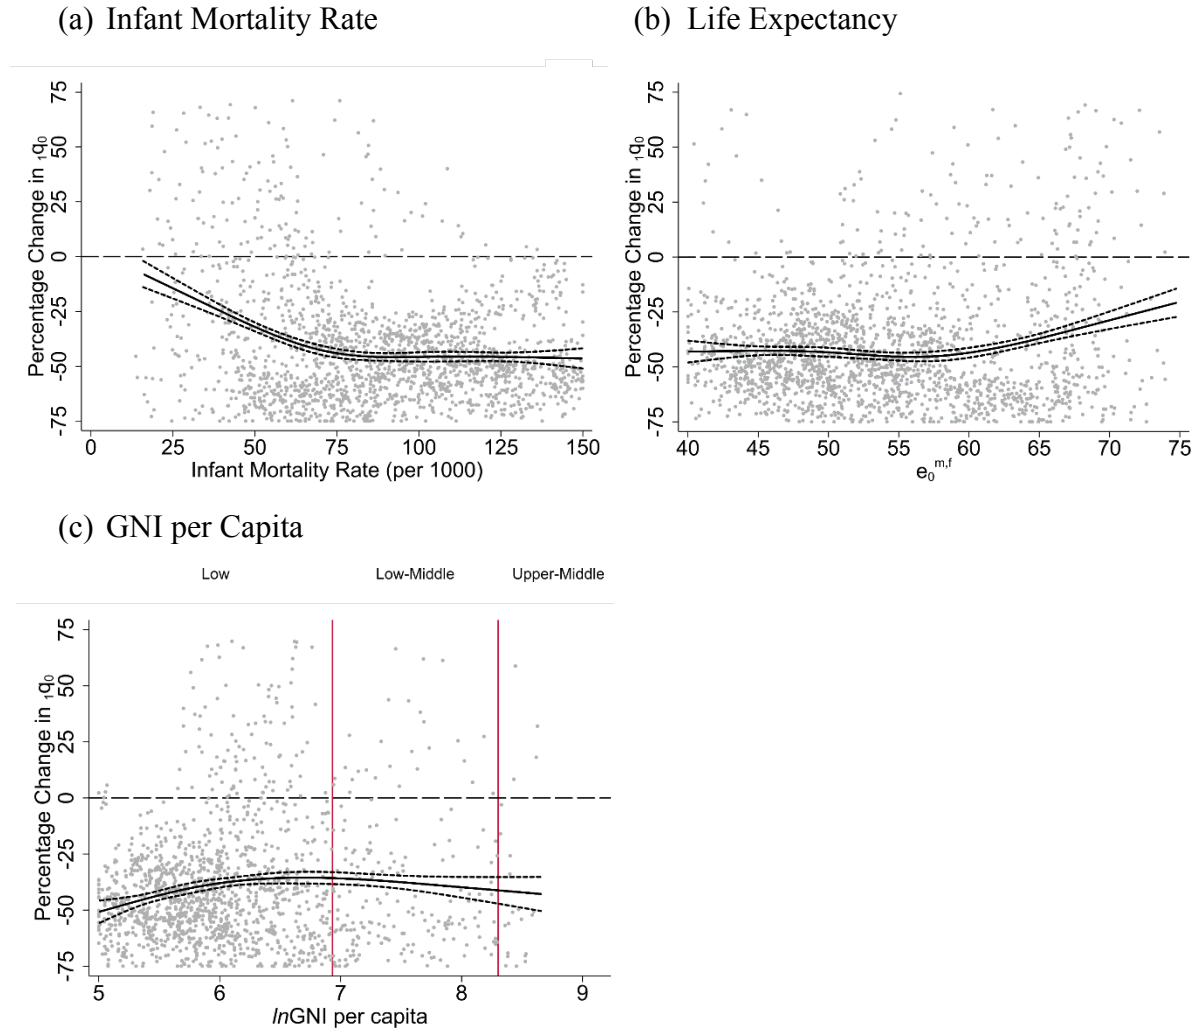 (a) Infant Mortality Rate
75
50
25
0
-25
-50
-75
Percentage Change in ₁q₀
0 25 50 75 100 125 150
Infant Mortality Rate (per 1000)
(b) Life Expectancy
75
50
25
0
-25
-50
-75
Percentage Change in ₁q₀
40 45 50 55 60 65 70 75
e₀ᵐ,ᶠ
(c) GNI per Capita
Low Low-Middle Upper-Middle
75
50
25
0
-25
-50
-75
Percentage Change in ₁q₀
5 6 7 8 9
lnGNI per capita